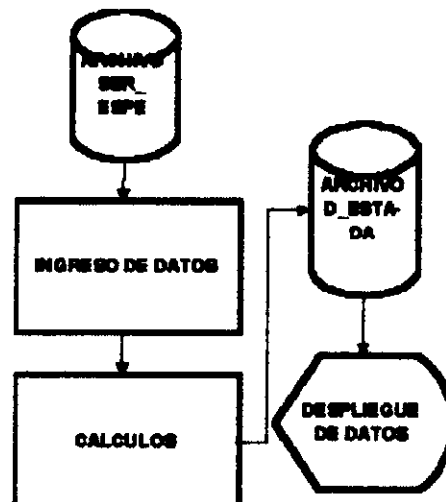 ARCHIVO
SER_
ESPE
INGRESO DE DATOS
CALCULOS
ARCHIVO
D_ESTA-
DA
DESPLIEGUE
DE DATOS